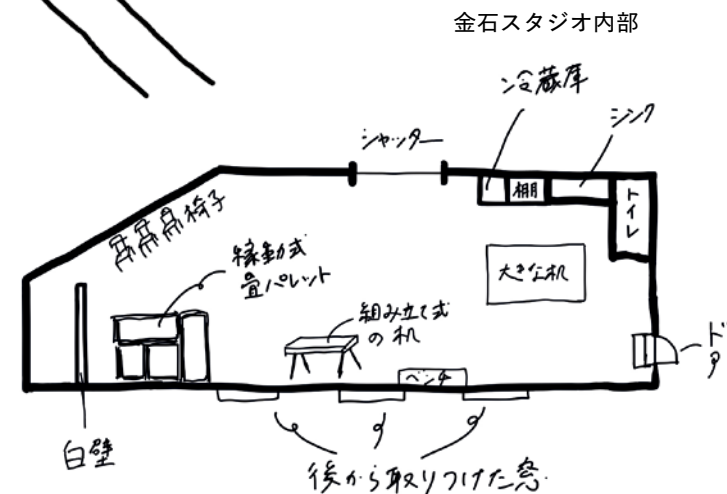 金石スタジオ内部
冷蔵庫
シンク
シャッター
棚
トイレ
椅子
稼動式
畳パレット
大きな机
組み立て式
の机
ベンチ
ドア
白壁
後から取りつけた窓